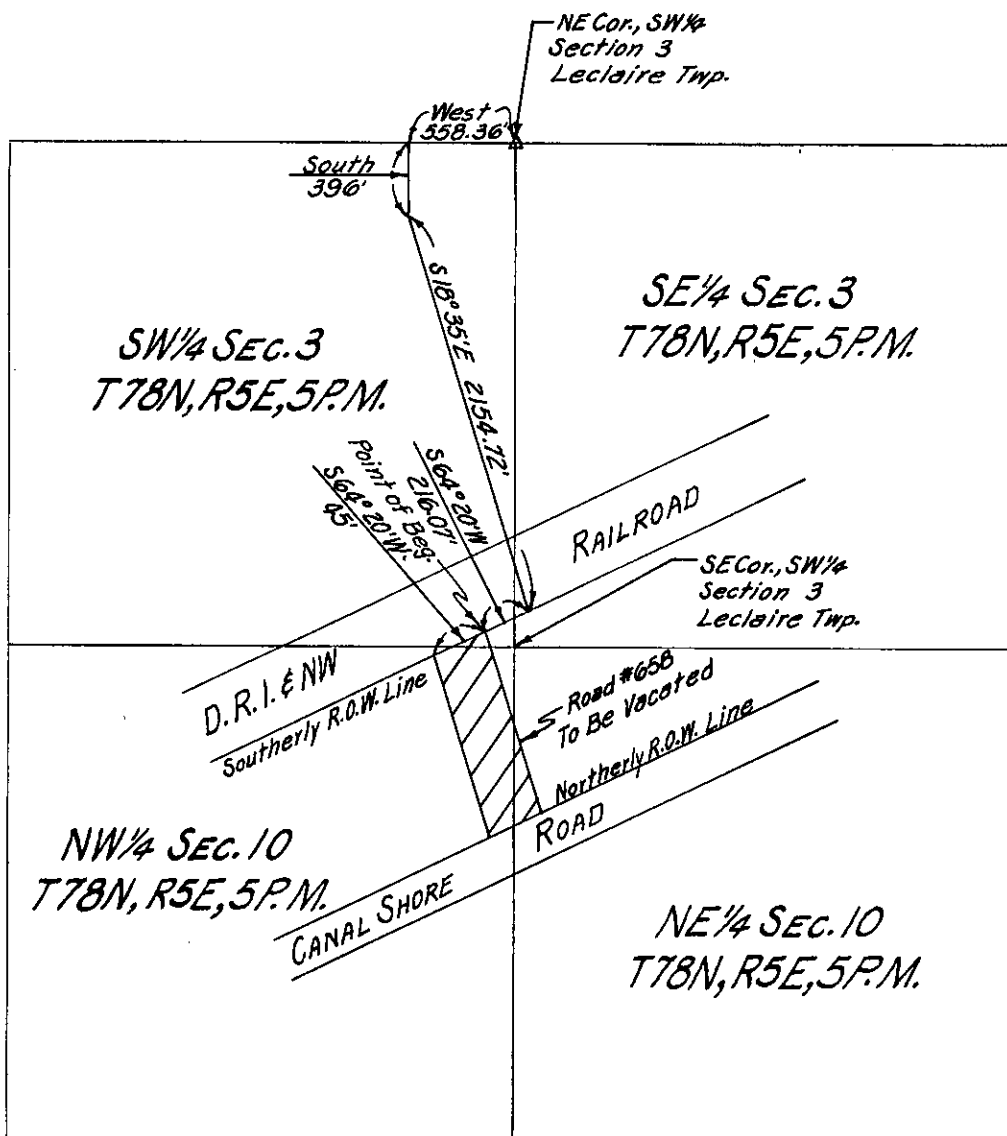 NE Cor., SW¼
Section 3
Leclaire Twp.
West
558.36'
South
396'
S18°35'E 2154.72'
SE¼ SEC. 3
T78N, R5E, 5P.M.
SW¼ SEC. 3
T78N, R5E, 5P.M.
S64°20'W
216.07'
Point of Beg.
S64°20'W.
45'
RAILROAD
SE Cor., SW¼
Section 3
Leclaire Twp.
D.R.I. & NW
Southerly R.O.W. Line
Road #658
To Be Vacated
Northerly R.O.W. Line
NW¼ SEC. 10
T78N, R5E, 5P.M.
CANAL SHORE ROAD
NE¼ SEC. 10
T78N, R5E, 5P.M.